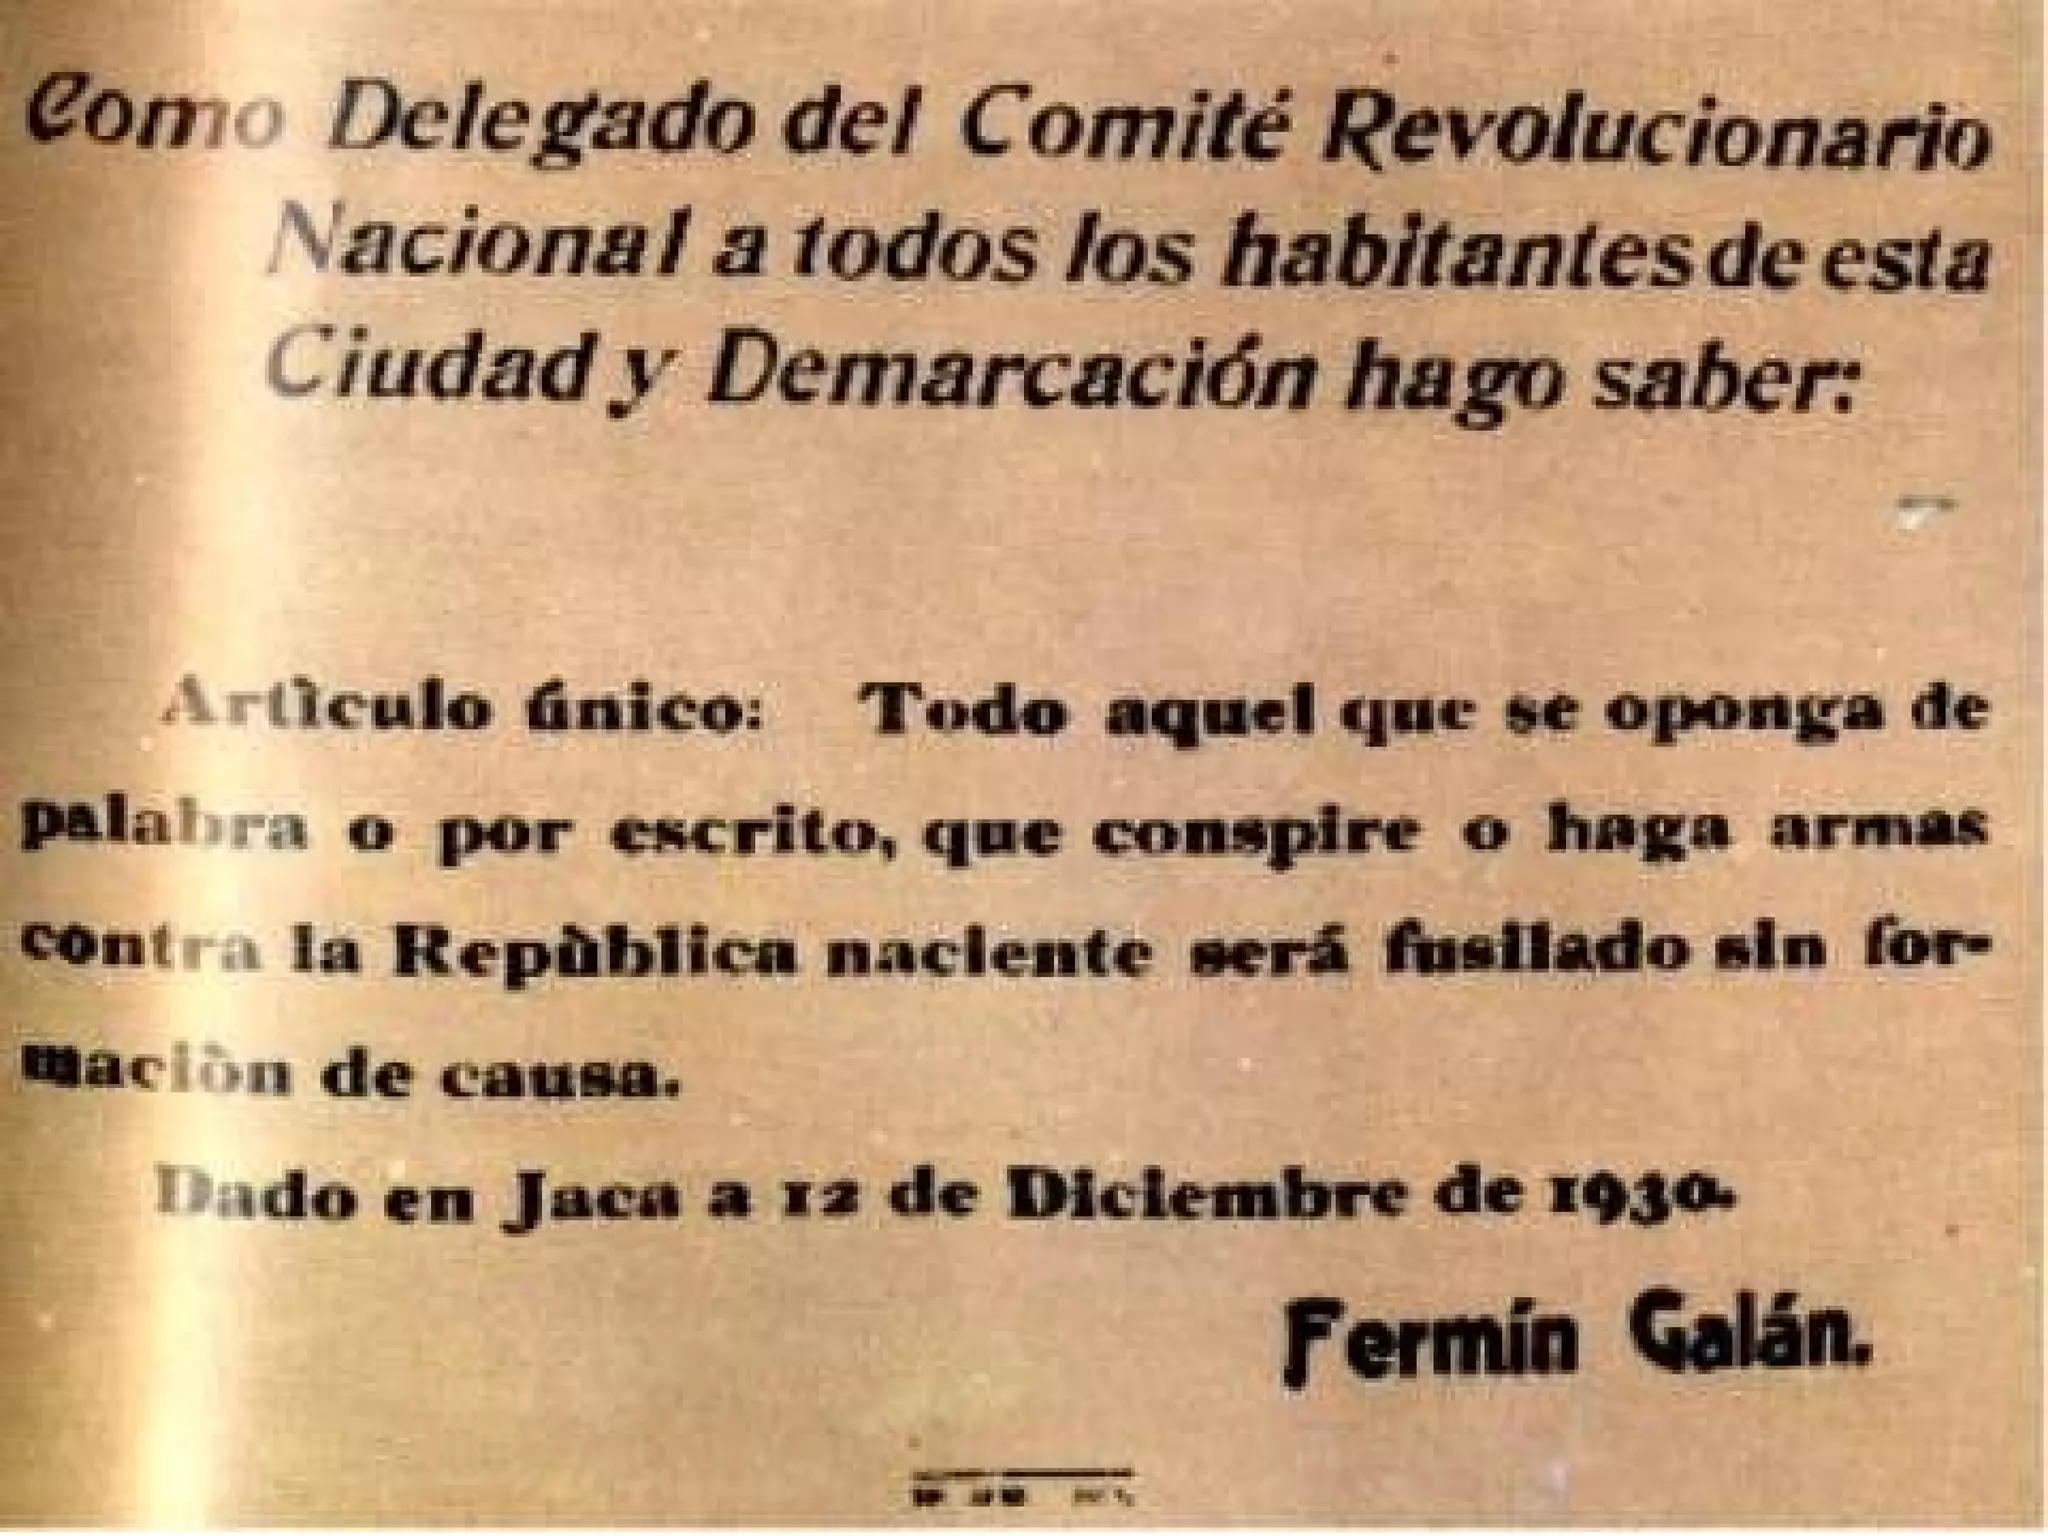 Como Delegado del Comité Revolucionario
Nacional a todos los habitantes de esta
Ciudad y Demarcación hago saber:
Artìculo único: Todo aquel que se oponga de
palabra o por escrito, que conspire o haga armas
contra la Repùblica naciente será fusilado sin for-
maciòn de causa.
Dado en Jaca a 12 de Diciembre de 1930.
Fermín Galán.